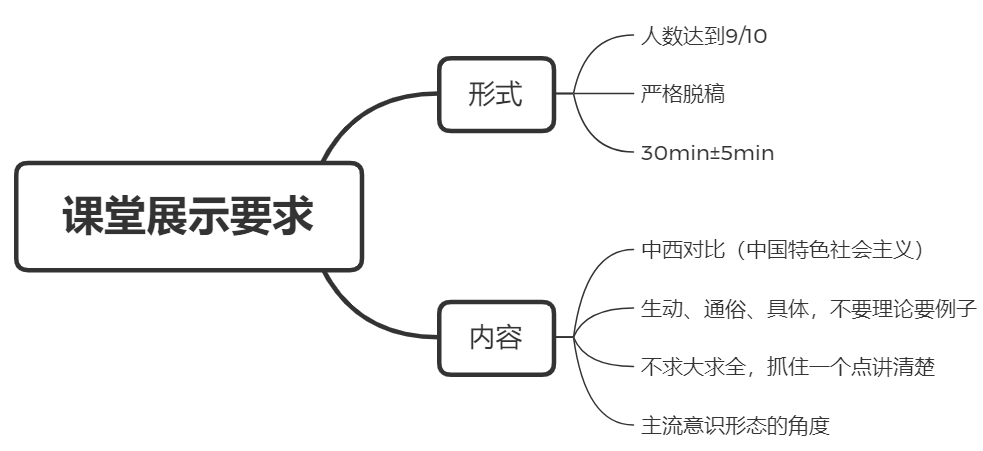 课堂展示要求
形式
人数达到9/10
严格脱稿
30min±5min
内容
中西对比（中国特色社会主义）
生动、通俗、具体，不要理论要例子
不求大求全，抓住一个点讲清楚
主流意识形态的角度